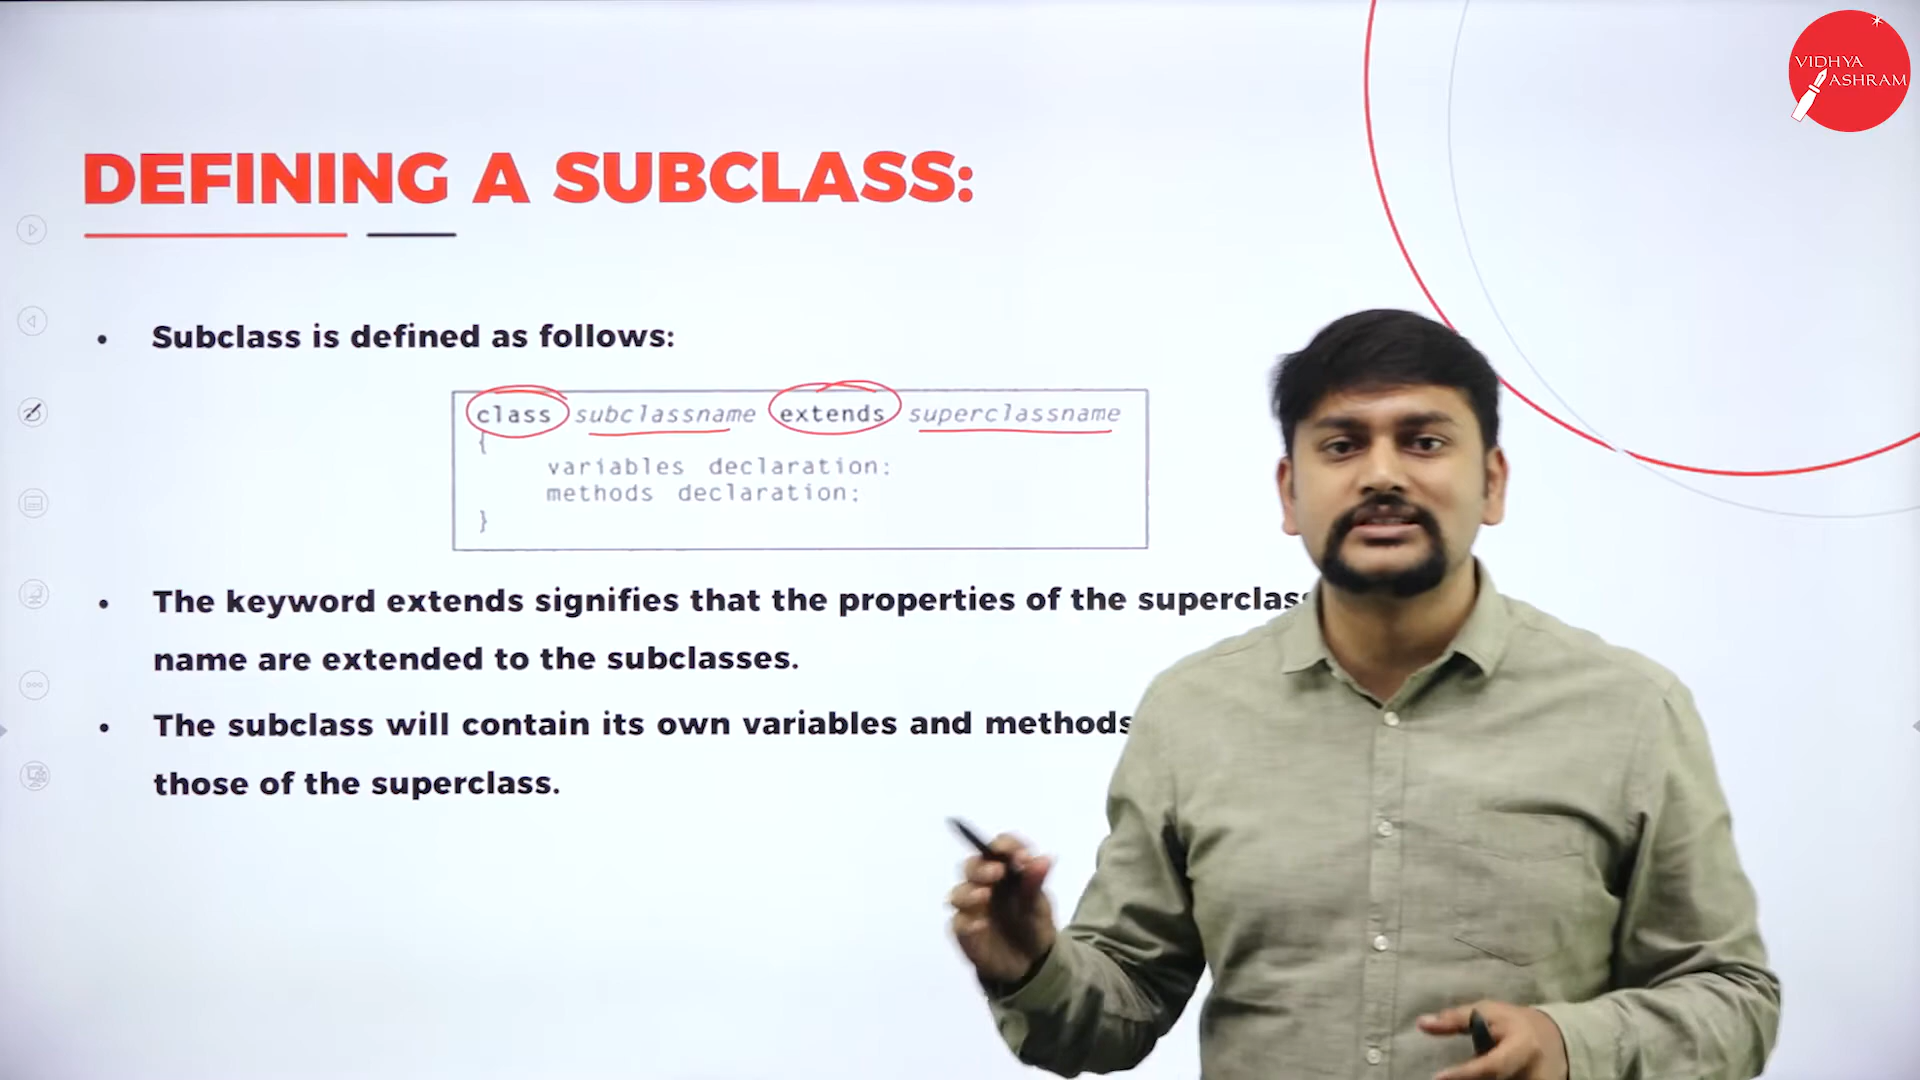 VIDHYA
ASHRAM
DEFINING A SUBCLASS:
• Subclass is defined as follows:
class subclassname extends superclassname
{
variables declaration;
methods declaration;
}
• The keyword extends signifies that the properties of the
name are extended to the subclasses.
• The subclass will contain its own variables and methods
those of the superclass.